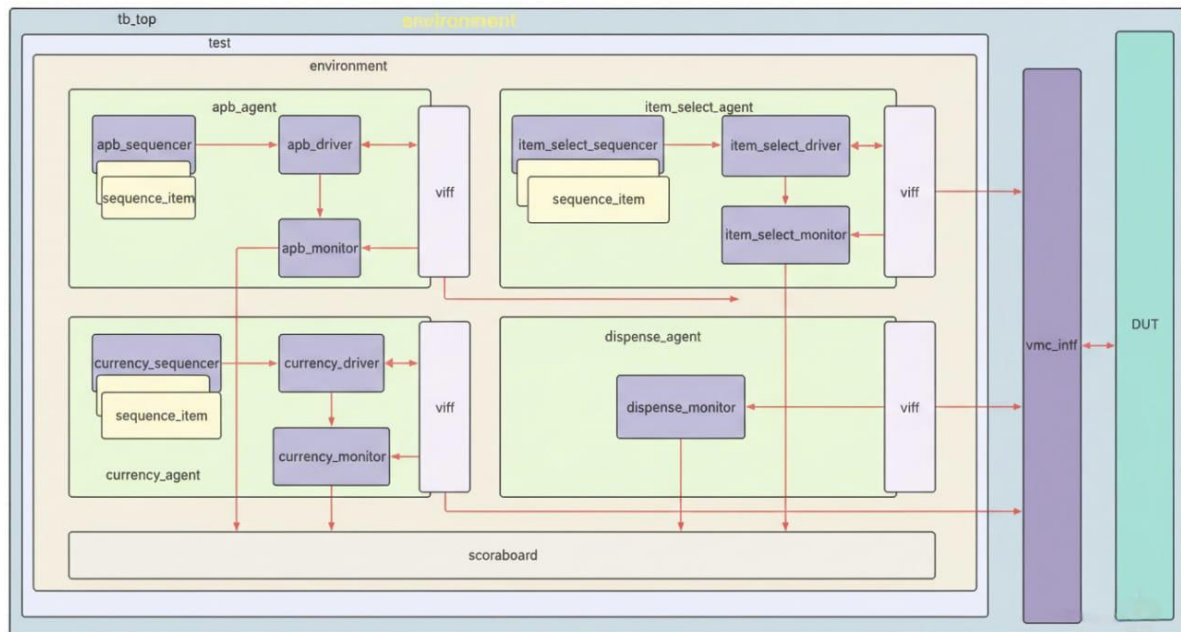 tb_top
environment
test
environment
apb_agent
apb_sequencer
sequence_item
apb_driver
apb_monitor
viff
item_select_agent
item_select_sequencer
sequence_item
item_select_driver
item_select_monitor
viff
currency_sequencer
sequence_item
currency_driver
currency_monitor
currency_agent
viff
dispense_agent
dispense_monitor
viff
scoraboard
vmc_intf
DUT